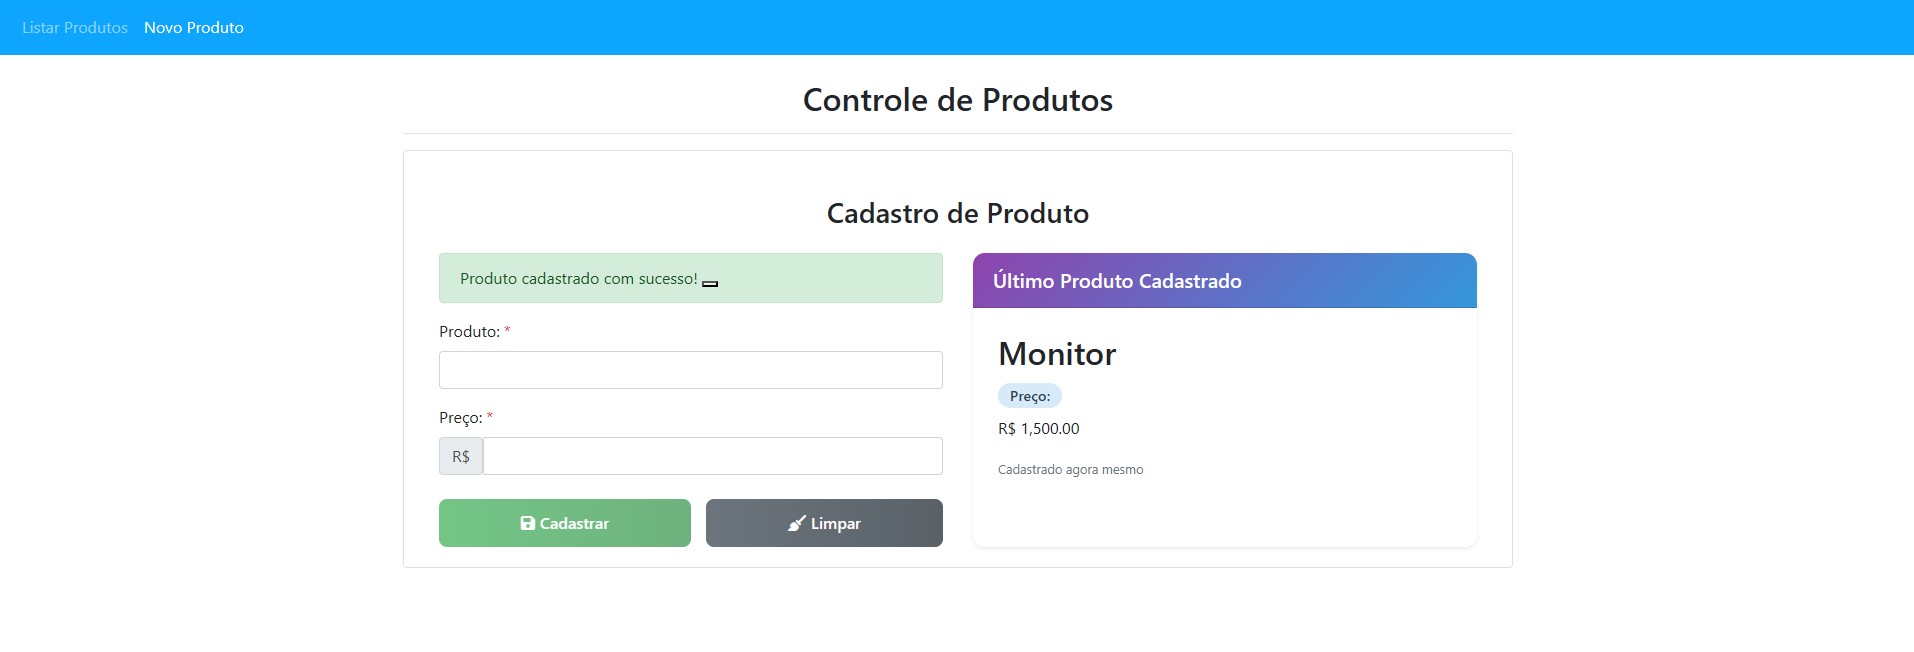 Listar Produtos Novo Produto
Controle de Produtos
Cadastro de Produto
Produto cadastrado com sucesso!
Produto: *
Preço: *
R$
Cadastrar Limpar
Último Produto Cadastrado
Monitor
Preço:
R$ 1,500.00
Cadastrado agora mesmo